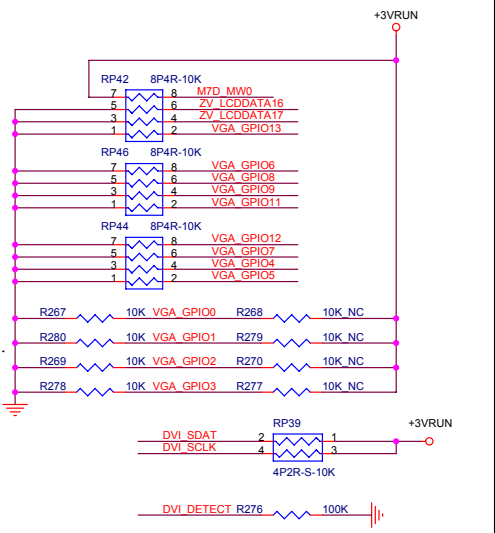 +3VRUN
RP42 8P4R-10K
7 8 M7D_MW0
5 6 ZV_LCDDATA16
3 4 ZV_LCDDATA17
1 2 VGA_GPIO13
RP46 8P4R-10K
7 8 VGA_GPIO6
5 6 VGA_GPIO8
3 4 VGA_GPIO9
1 2 VGA_GPIO11
RP44 8P4R-10K
7 8 VGA_GPIO12
5 6 VGA_GPIO7
3 4 VGA_GPIO4
1 2 VGA_GPIO5
R267 10K VGA_GPIO0 R268 10K_NC
R280 10K VGA_GPIO1 R279 10K_NC
R269 10K VGA_GPIO2 R270 10K_NC
R278 10K VGA_GPIO3 R277 10K_NC
RP39 +3VRUN
DVI_SDAT 2 1
DVI_SCLK 4 3
4P2R-S-10K
DVI_DETECT R276 100K